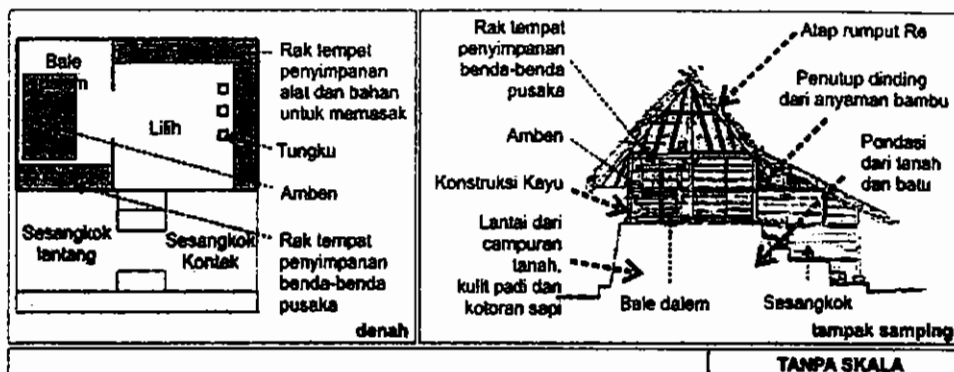 Bale
Rak tempat
penyimpanan
alat dan bahan
untuk memasak
Lilih
Tungku
Amben
Sesangkok
lantang
Sesangkok
Kontek
Rak tempat
penyimpanan
benda-benda
pusaka
denah
Rak tempat
penyimpanan
benda-benda
pusaka
Atap rumput Re
Penutup dinding
dari anyaman bambu
Amben
Pondasi
dari tanah
dan batu
Konstruksi Kayu
Lantai dari
campuran
tanah,
kulit padi dan
kotoran sapi
Bale dalem
Sesangkok
tampak samping
TANPA SKALA